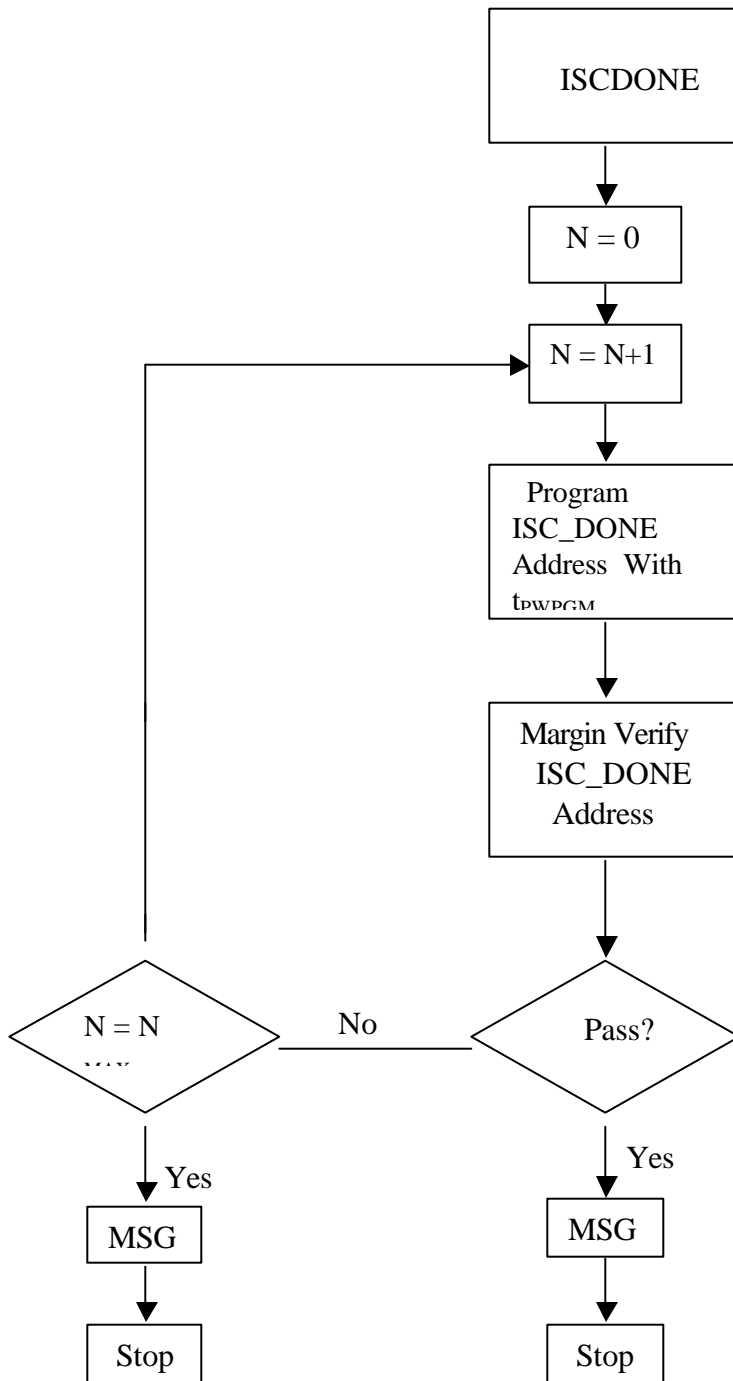 ISCDONE
N = 0
N = N+1
Program
ISC_DONE
Address With
tPWPGM
Margin Verify
ISC_DONE
Address
N = N
No
Pass?
Yes
Yes
MSG
MSG
Stop
Stop